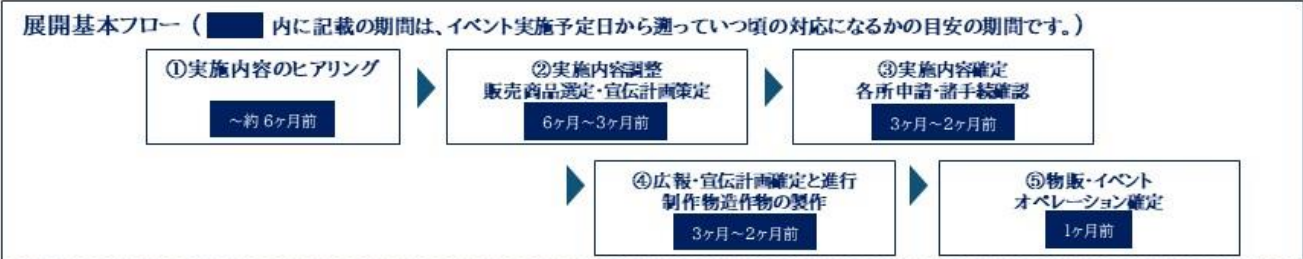 展開基本フロー（ 内に記載の期間は、イベント実施予定日から遡っていつ頃の対応になるかの目安の期間です。）
①実施内容のヒアリング
～約6ヶ月前
②実施内容調整
販売商品選定・宣伝計画策定
6ヶ月～3ヶ月前
③実施内容確定
各所申請・諸手続確認
3ヶ月～2ヶ月前
④広報・宣伝計画確定と進行
制作物造作物の製作
3ヶ月～2ヶ月前
⑤物販・イベント
オペレーション確定
1ヶ月前